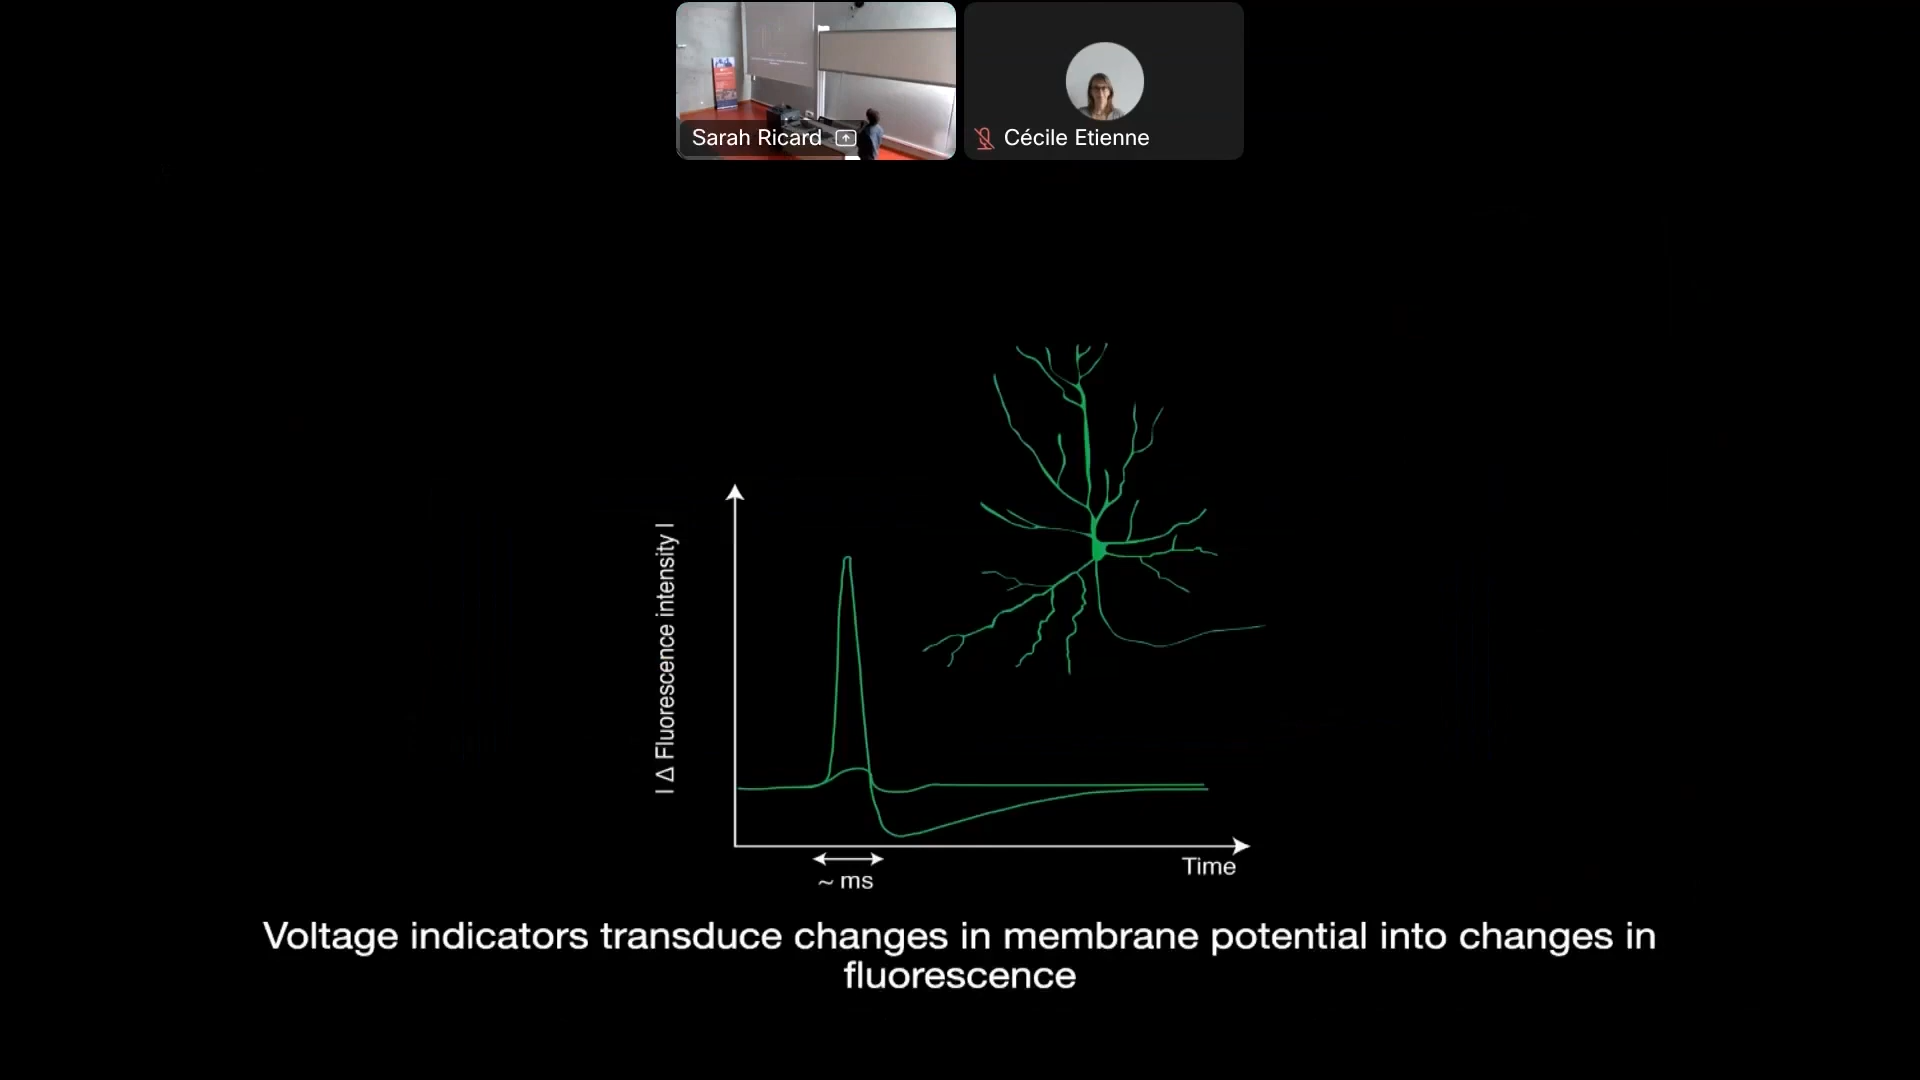 Sarah Ricard
Cécile Etienne
| Δ Fluorescence intensity |
Time
~ ms
Voltage indicators transduce changes in membrane potential into changes in
fluorescence